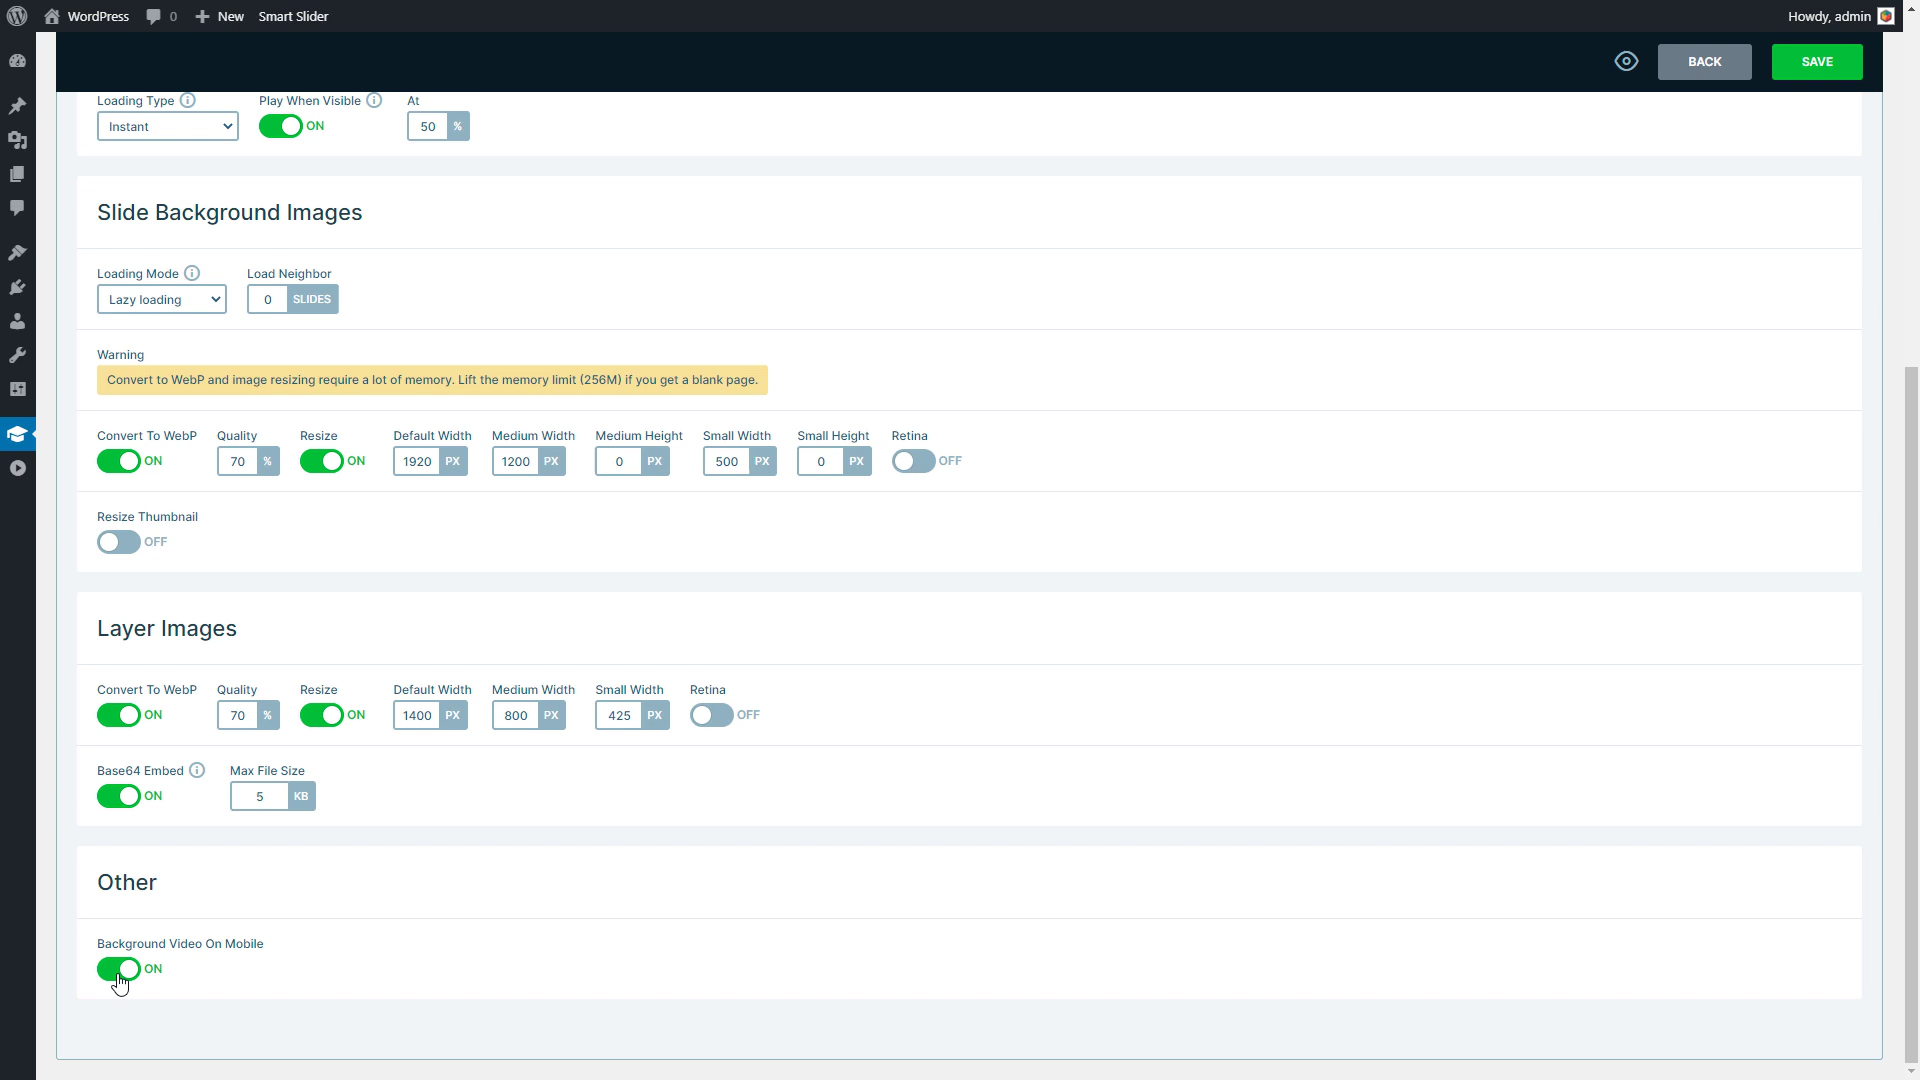 WordPress 0 New Smart Slider Howdy, admin
BACK SAVE
Loading Type Play When Visible At
Instant ON 50 %
Slide Background Images
Loading Mode Load Neighbor
Lazy loading 0 SLIDES
Warning
Convert to WebP and image resizing require a lot of memory. Lift the memory limit (256M) if you get a blank page.
Convert To WebP Quality Resize Default Width Medium Width Medium Height Small Width Small Height Retina
ON 70 % ON 1920 PX 1200 PX 0 PX 500 PX 0 PX OFF
Resize Thumbnail
OFF
Layer Images
Convert To WebP Quality Resize Default Width Medium Width Small Width Retina
ON 70 % ON 1400 PX 800 PX 425 PX OFF
Base64 Embed Max File Size
ON 5 KB
Other
Background Video On Mobile
ON